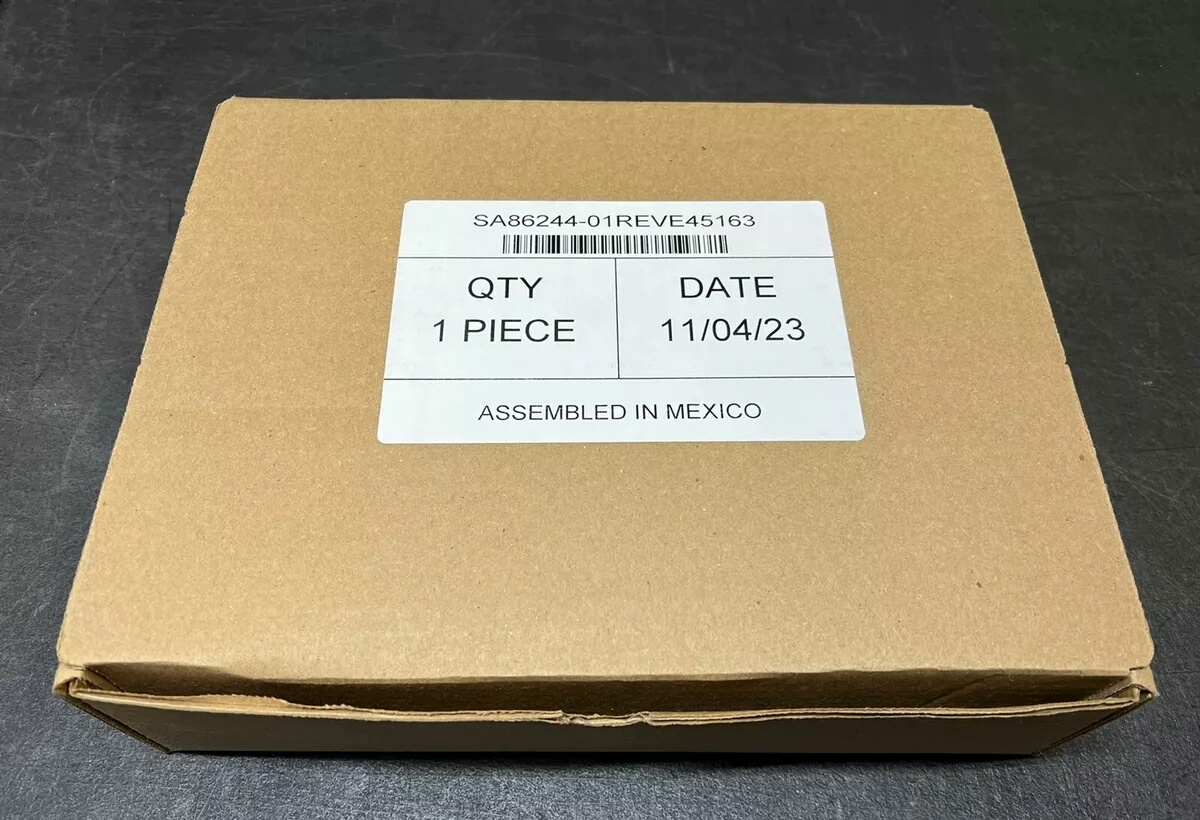 SA86244-01REVE45163
QTY
1 PIECE
DATE
11/04/23
ASSEMBLED IN MEXICO